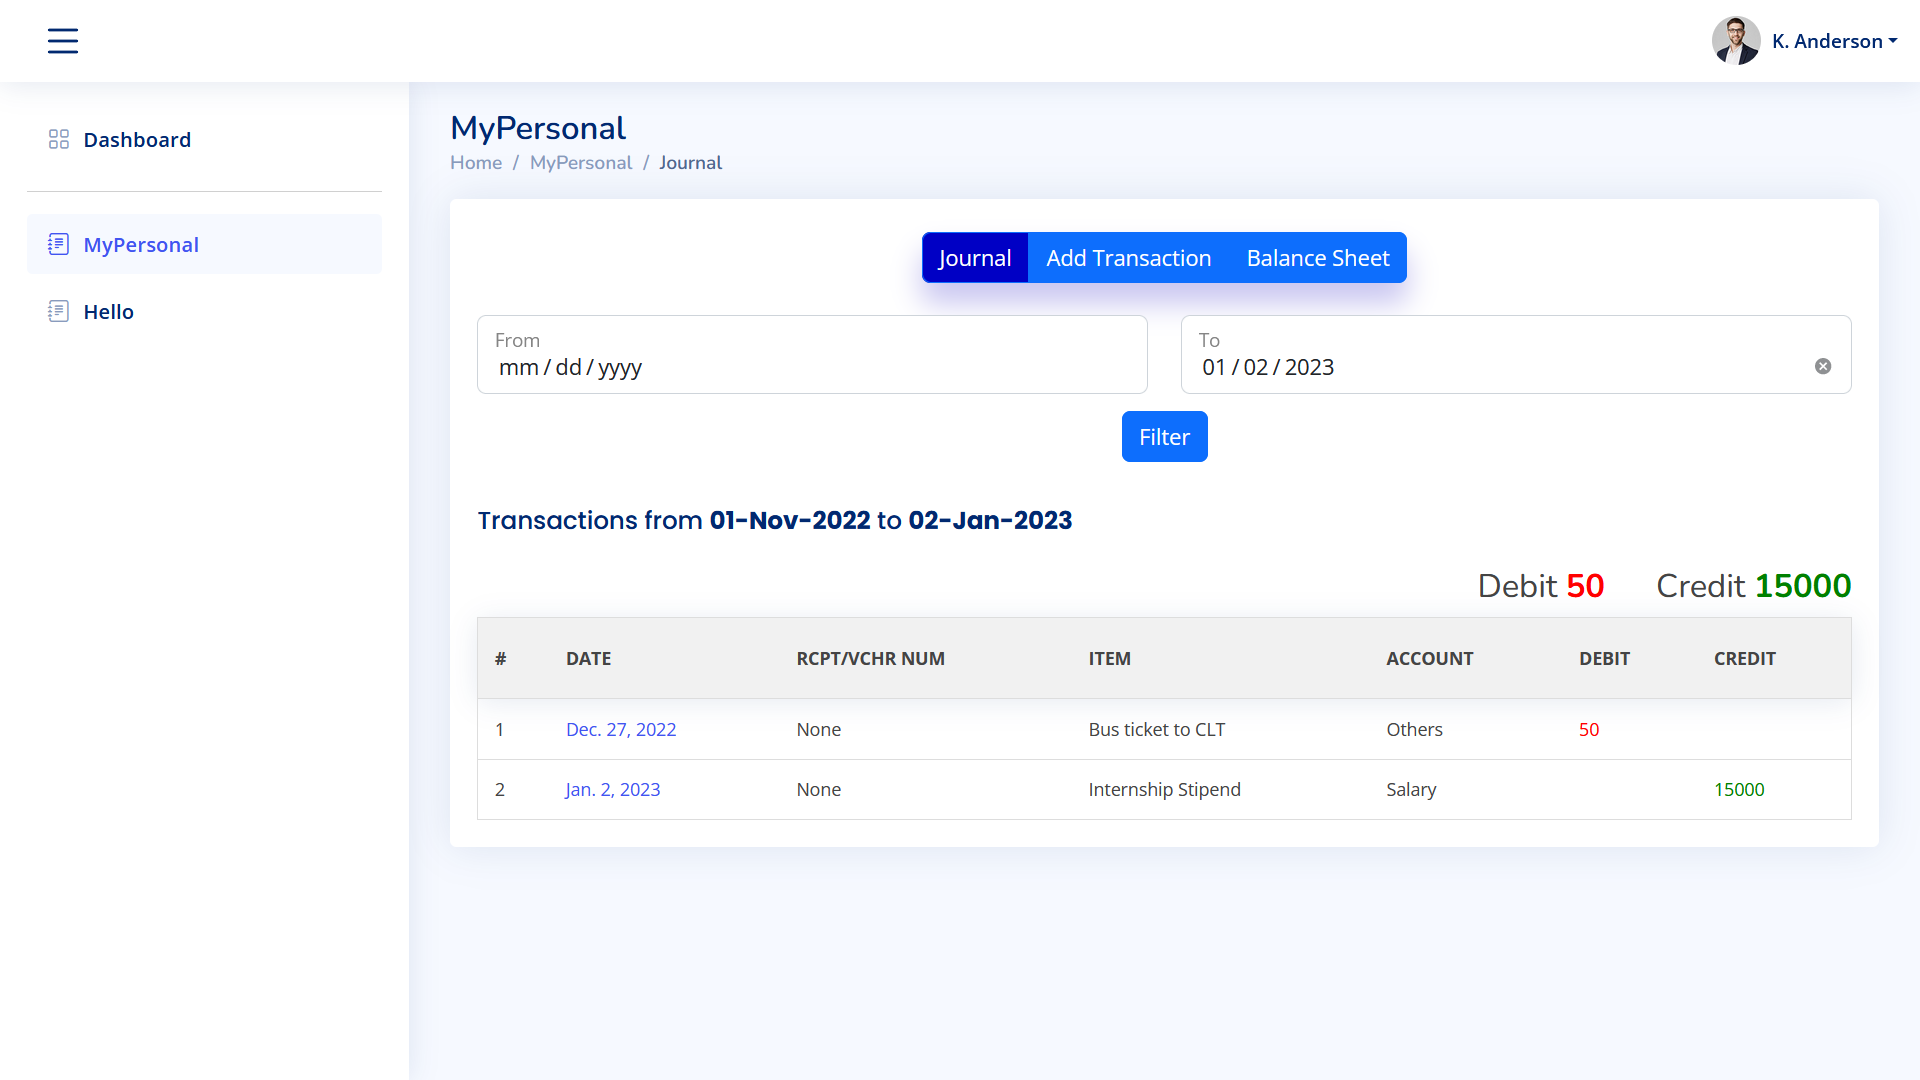 K. Anderson
Dashboard
MyPersonal
Hello
MyPersonal
Home / MyPersonal / Journal
Journal Add Transaction Balance Sheet
From
mm/dd/yyyy
To
01/02/2023
Filter
Transactions from 01-Nov-2022 to 02-Jan-2023
Debit 50 Credit 15000
# DATE RCPT/VCHR NUM ITEM ACCOUNT DEBIT CREDIT
1 Dec. 27, 2022 None Bus ticket to CLT Others 50
2 Jan. 2, 2023 None Internship Stipend Salary 15000